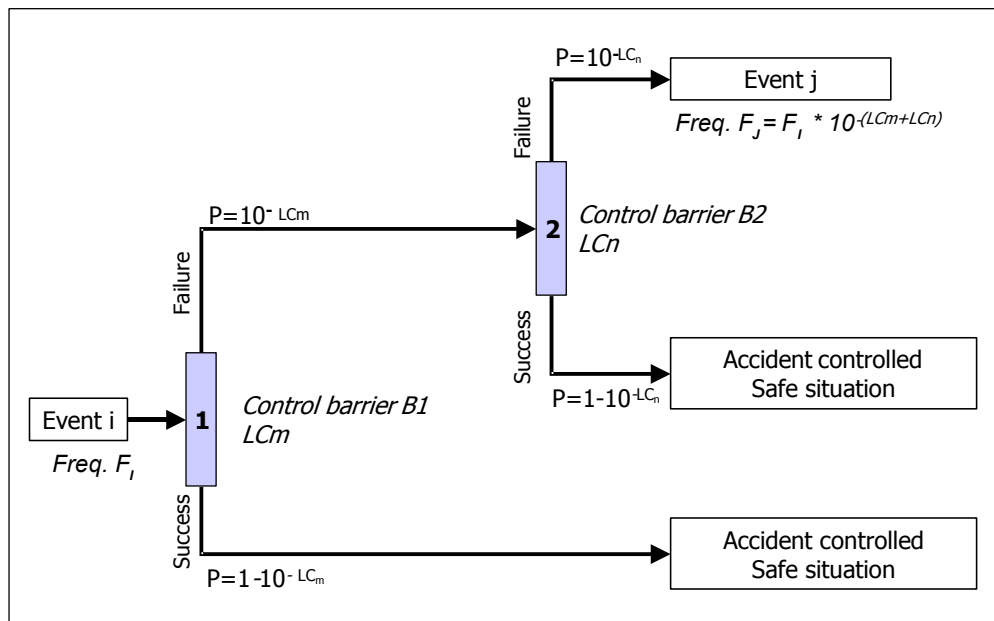 P=10-LCn
Event j
Freq. FJ = FI * 10-(LCm+LCn)
Failure
Control barrier B2
LCn
2
P=10- LCm
Failure
Success
Accident controlled
Safe situation
P=1-10-LCn
Control barrier B1
LCm
1
Event i
Freq. FI
Success
Accident controlled
Safe situation
P=1-10- LCm